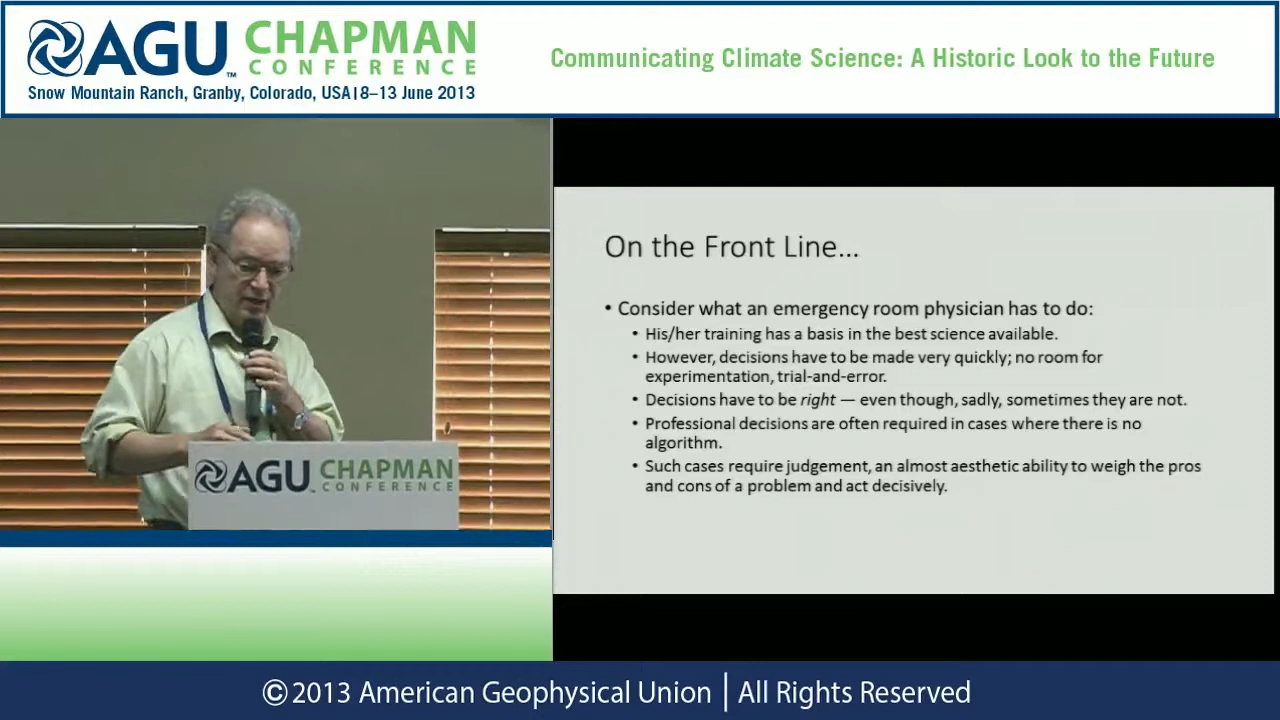 AGU CHAPMAN
CONFERENCE
Snow Mountain Ranch, Granby, Colorado, USA | 8–13 June 2013
Communicating Climate Science: A Historic Look to the Future
On the Front Line...
• Consider what an emergency room physician has to do:
• His/her training has a basis in the best science available.
• However, decisions have to be made very quickly; no room for
experimentation, trial-and-error.
• Decisions have to be right — even though, sadly, sometimes they are not.
• Professional decisions are often required in cases where there is no
algorithm.
• Such cases require judgement, an almost aesthetic ability to weigh the pros
and cons of a problem and act decisively.
AGU CHAPMAN
CONFERENCE
©2013 American Geophysical Union | All Rights Reserved